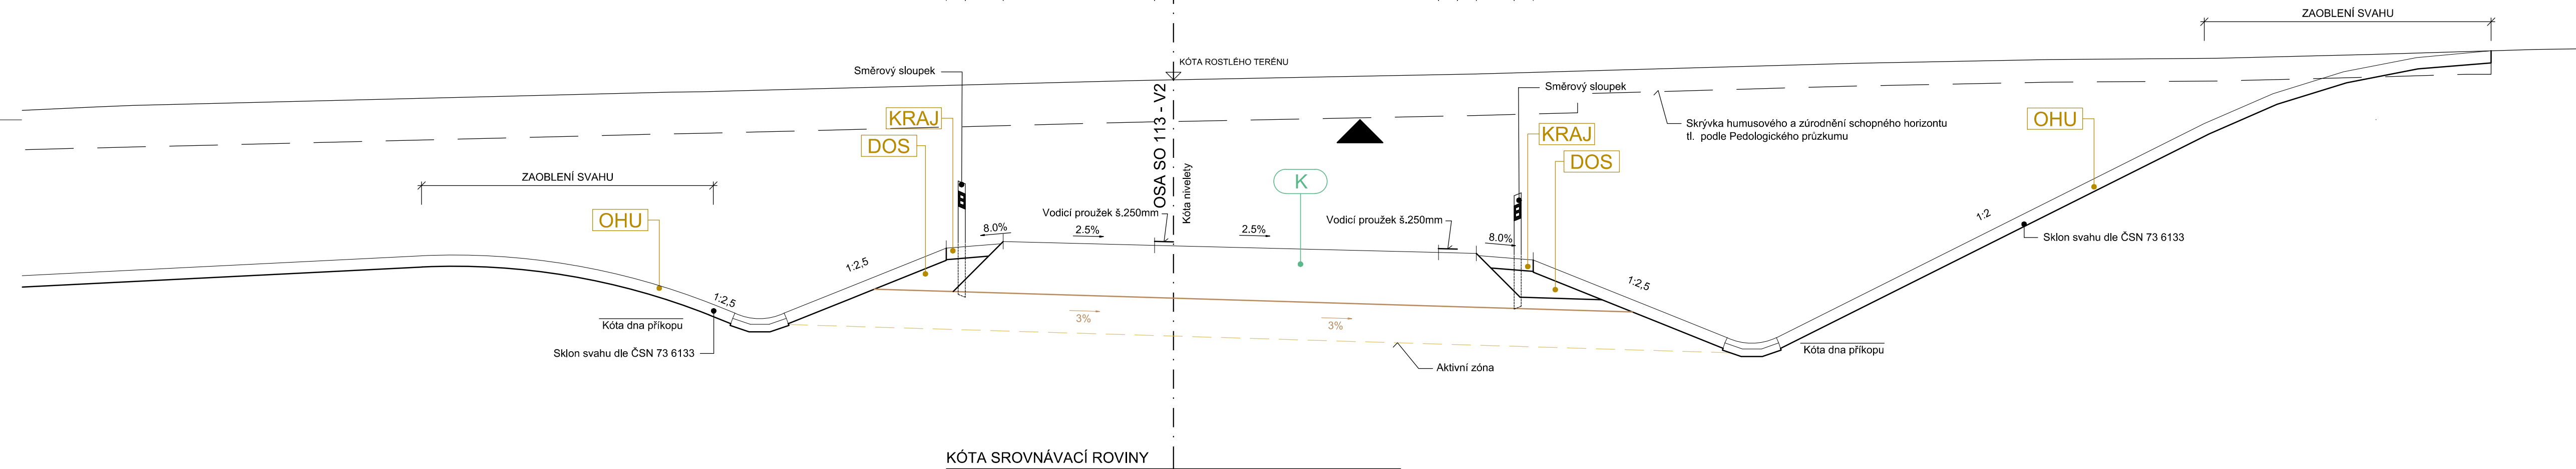 ZAOBLENÍ SVAHU
KÓTA ROSTLÉHO TERÉNU
Směrový sloupek
Směrový sloupek
KRAJ
DOS
OSA SO 1113 - V2
Kóta nivelety
KRAJ
DOS
Skrývka humusového a zúrodnění schopného horizontu
tl. podle Pedologického průzkumu
OHU
ZAOBLENÍ SVAHU
OHU
K
Vodicí proužek š.250mm
Vodicí proužek š.250mm
8.0%
2.5%
2.5%
8.0%
1:2
Sklon svahu dle ČSN 73 6133
1:2,5
1:2,5
1:2,5
Kóta dna příkopu
3%
3%
Sklon svahu dle ČSN 73 6133
Kóta dna příkopu
Aktivní zóna
KÓTA SROVNÁVACÍ ROVINY